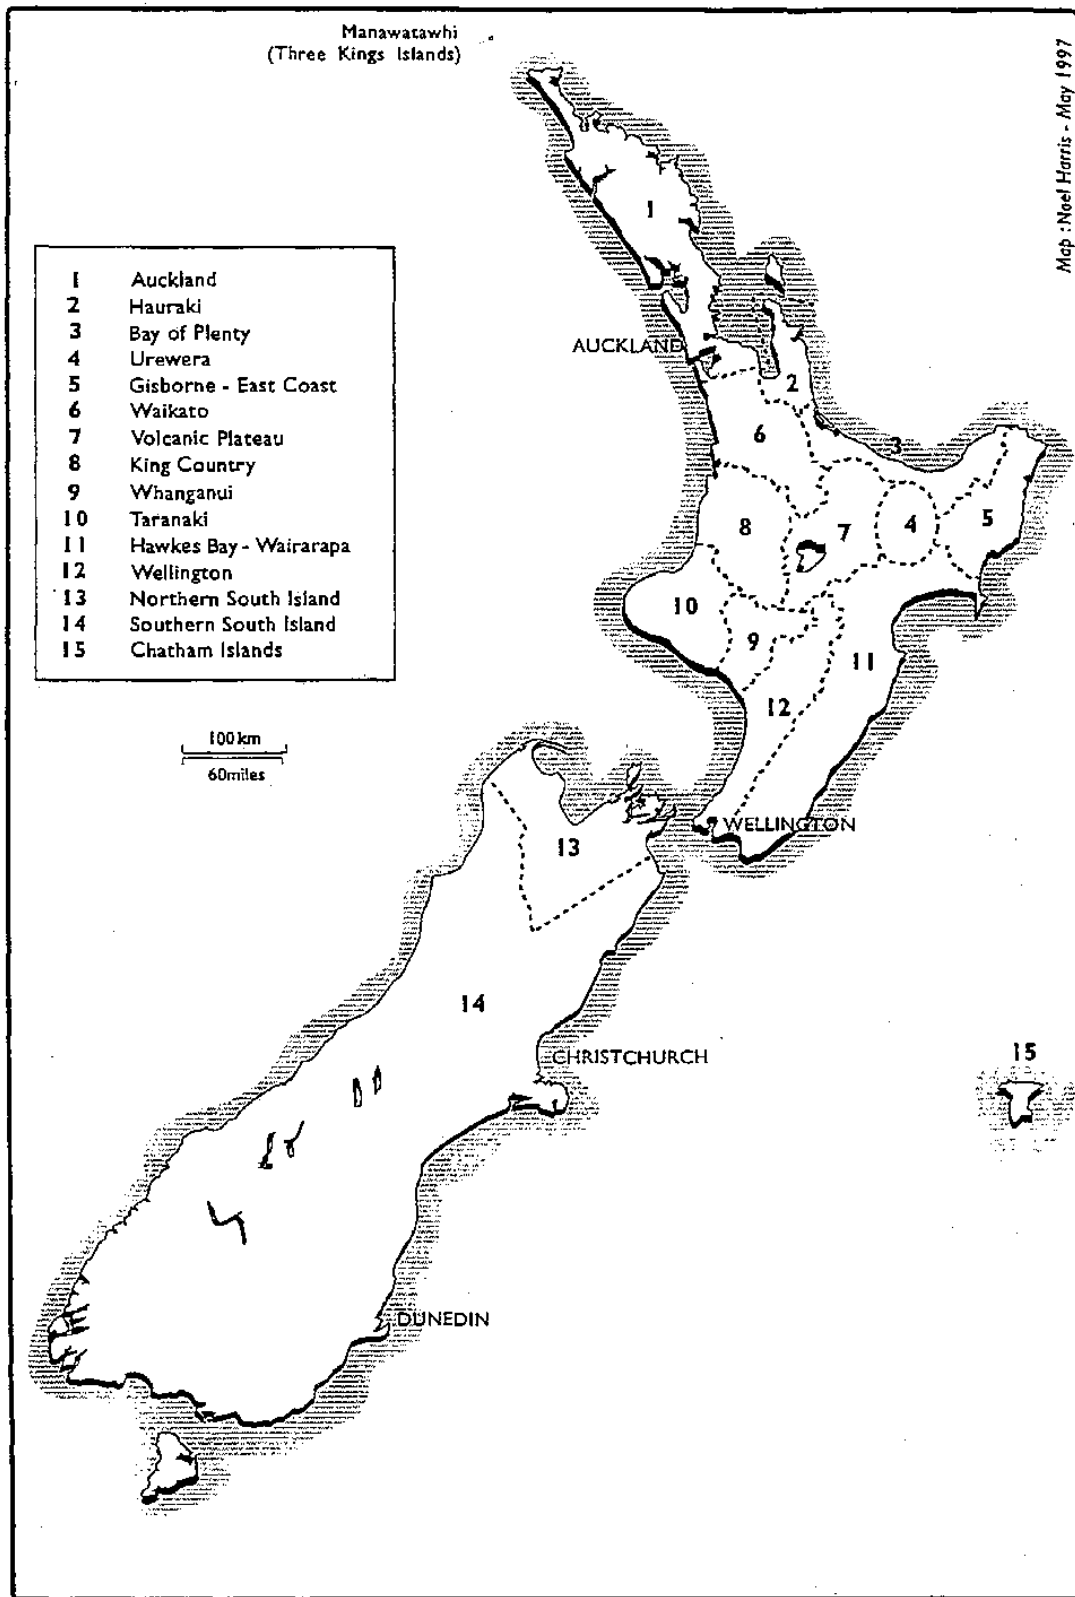 Manawatawhi
(Three Kings Islands)
Map : Noel Harris - May 1997
1 Auckland
2 Hauraki
3 Bay of Plenty
4 Urewera
5 Gisborne - East Coast
6 Waikato
7 Volcanic Plateau
8 King Country
9 Whanganui
10 Taranaki
11 Hawkes Bay - Wairarapa
12 Wellington
13 Northern South Island
14 Southern South Island
15 Chatham Islands
1
AUCKLAND
2
6
3
8
7
4
5
10
9
11
12
100 km
60miles
WELLINGTON
13
14
CHRISTCHURCH
15
DUNEDIN